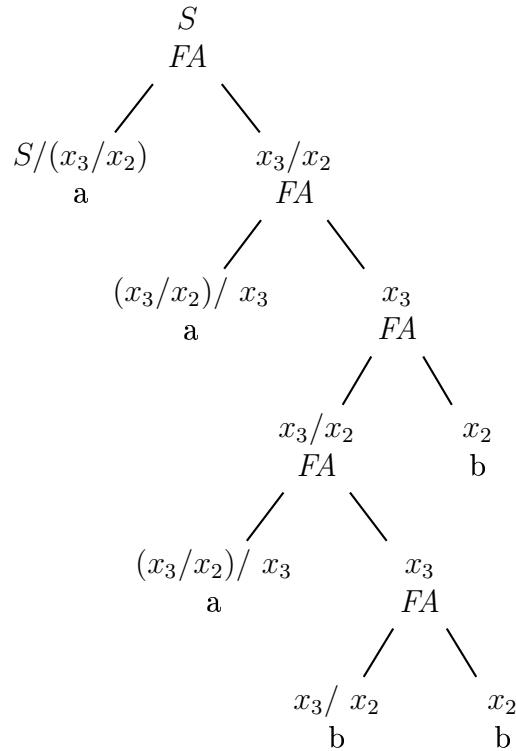 S
FA
S/(x₃/x₂) x₃/x₂
a FA
(x₃/x₂)/ x₃ x₃
a FA
x₃/x₂ x₂
FA b
(x₃/x₂)/ x₃ x₃
a FA
x₃/ x₂ x₂
b b